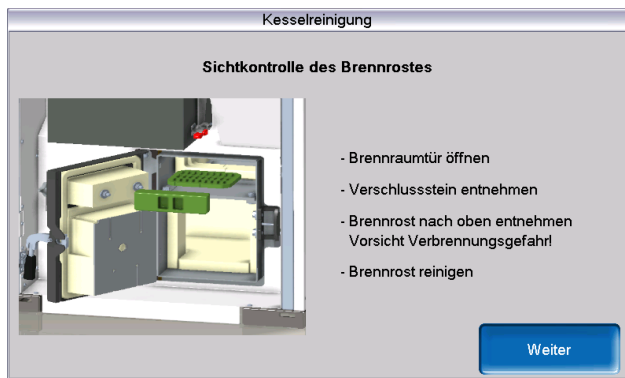 Kesselreinigung
Sichtkontrolle des Brennrostes
- Brennraumtür öffnen
- Verschlussstein entnehmen
- Brennrost nach oben entnehmen
Vorsicht Verbrennungsgefahr!
- Brennrost reinigen
Weiter